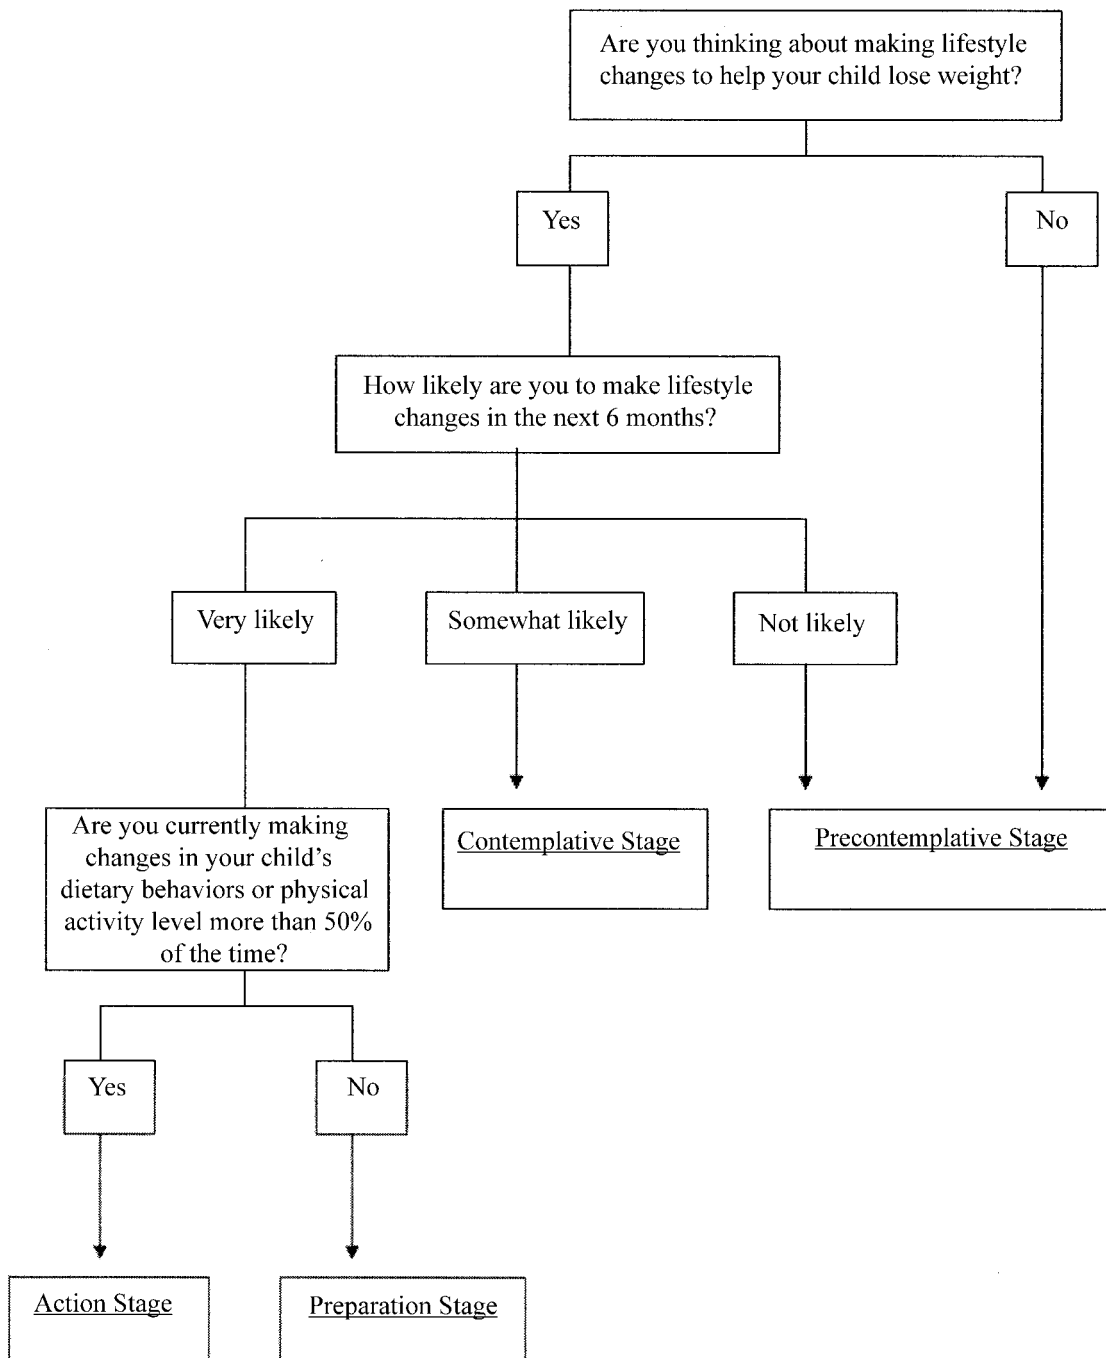 Are you thinking about making lifestyle
changes to help your child lose weight?
Yes
No
How likely are you to make lifestyle
changes in the next 6 months?
Very likely
Somewhat likely
Not likely
Are you currently making
changes in your child's
dietary behaviors or physical
activity level more than 50%
of the time?
Contemplative Stage
Precontemplative Stage
Yes
No
Action Stage
Preparation Stage